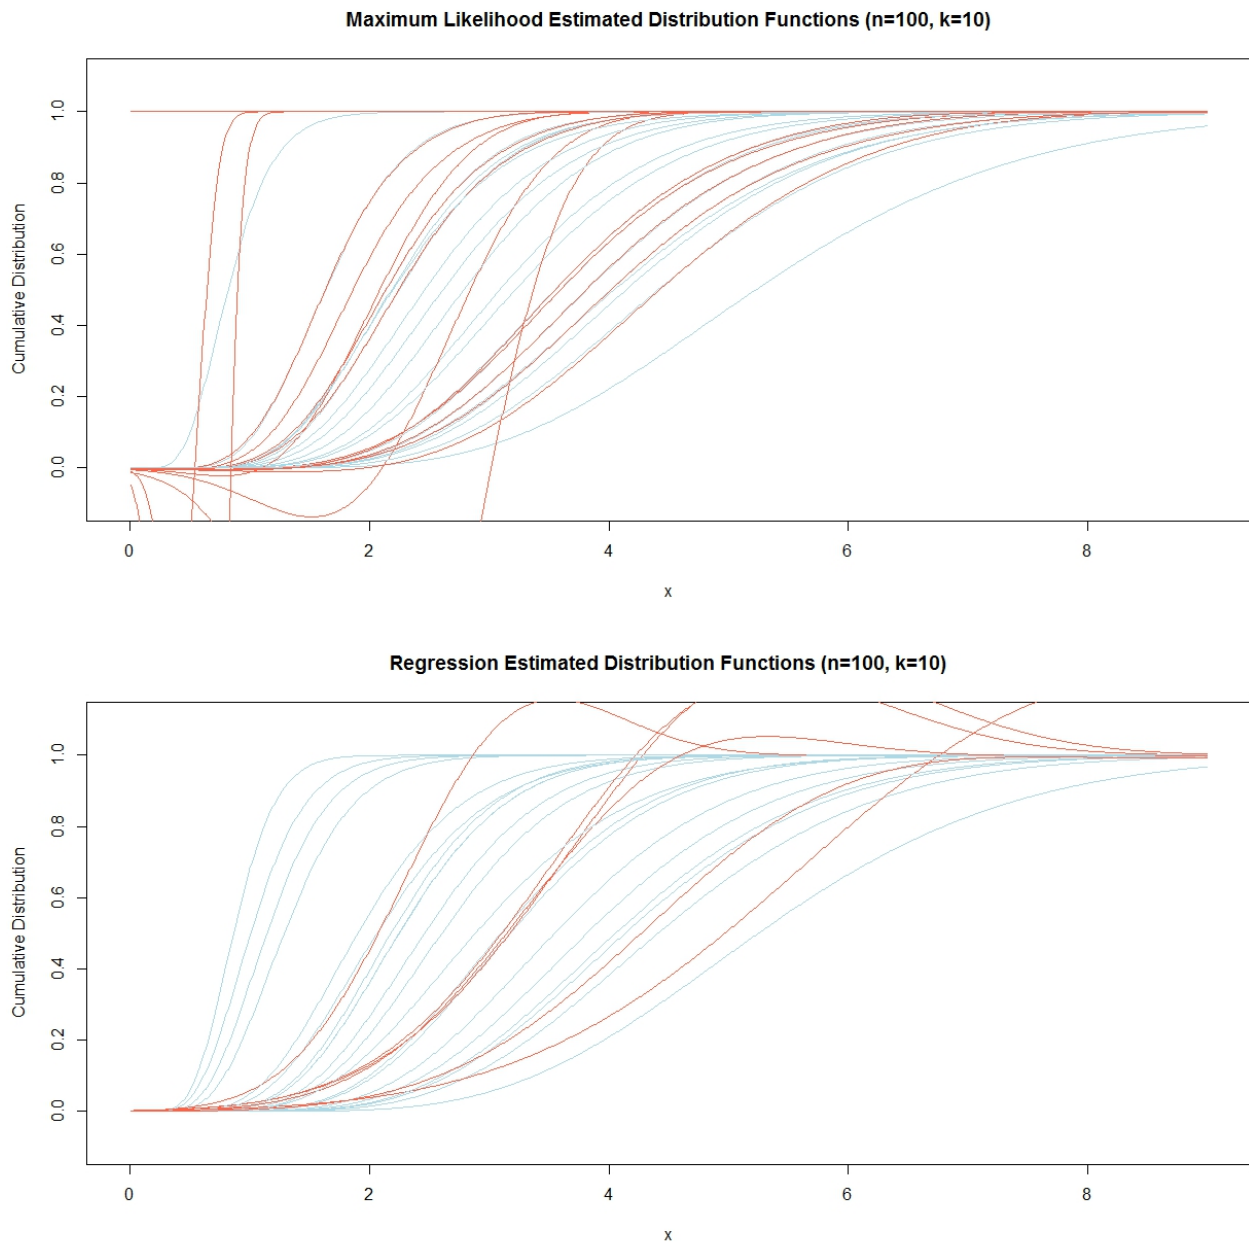 Maximum Likelihood Estimated Distribution Functions (n=100, k=10)
Cumulative Distribution
1.0
0.8
0.6
0.4
0.2
0.0
0 2 4 6 8
x
Regression Estimated Distribution Functions (n=100, k=10)
Cumulative Distribution
1.0
0.8
0.6
0.4
0.2
0.0
0 2 4 6 8
x